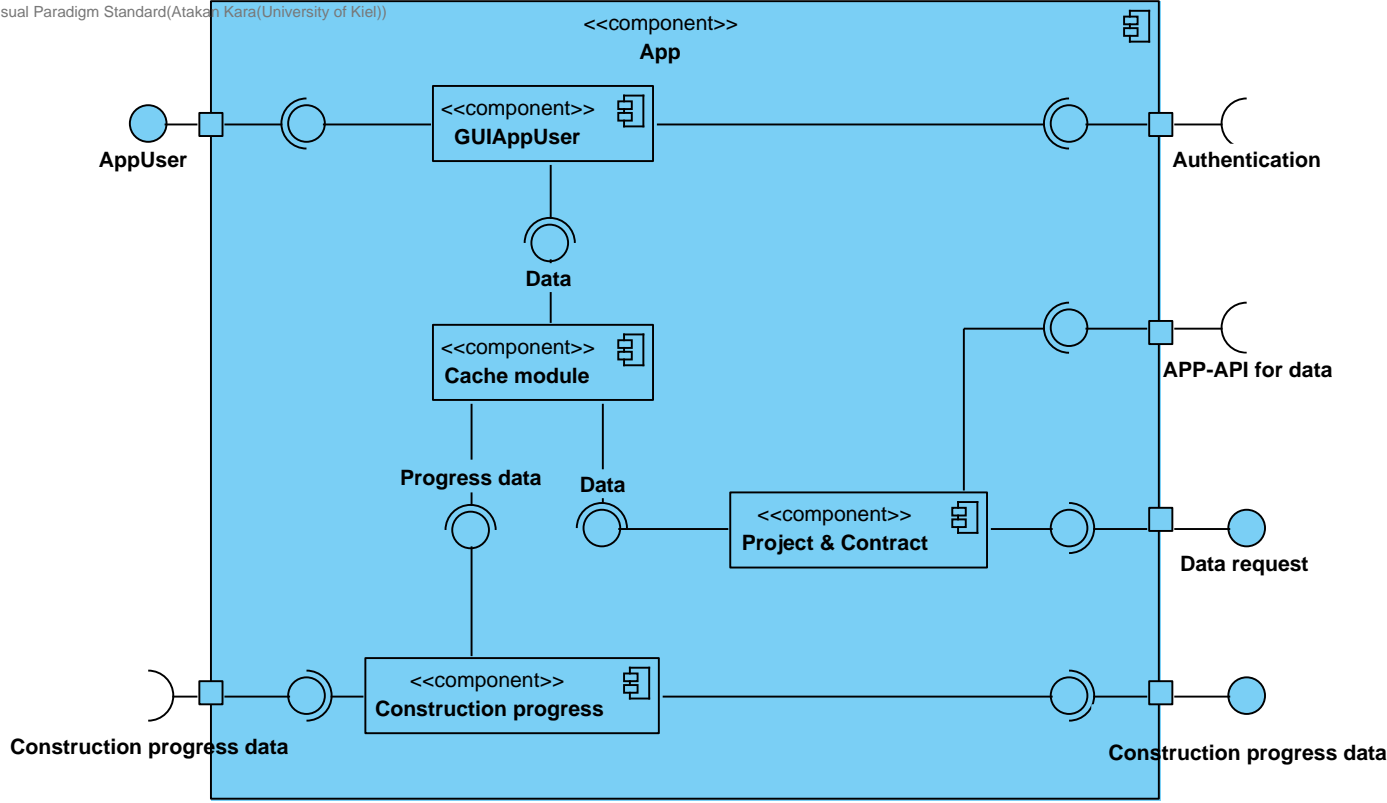 sual Paradigm Standard(Atakan Kara(University of Kiel))
<<component>>
App
<<component>>
GUIAppUser
AppUser
Authentication
Data
<<component>>
Cache module
APP-API for data
Progress data
Data
<<component>>
Project & Contract
Data request
<<component>>
Construction progress
Construction progress data
Construction progress data